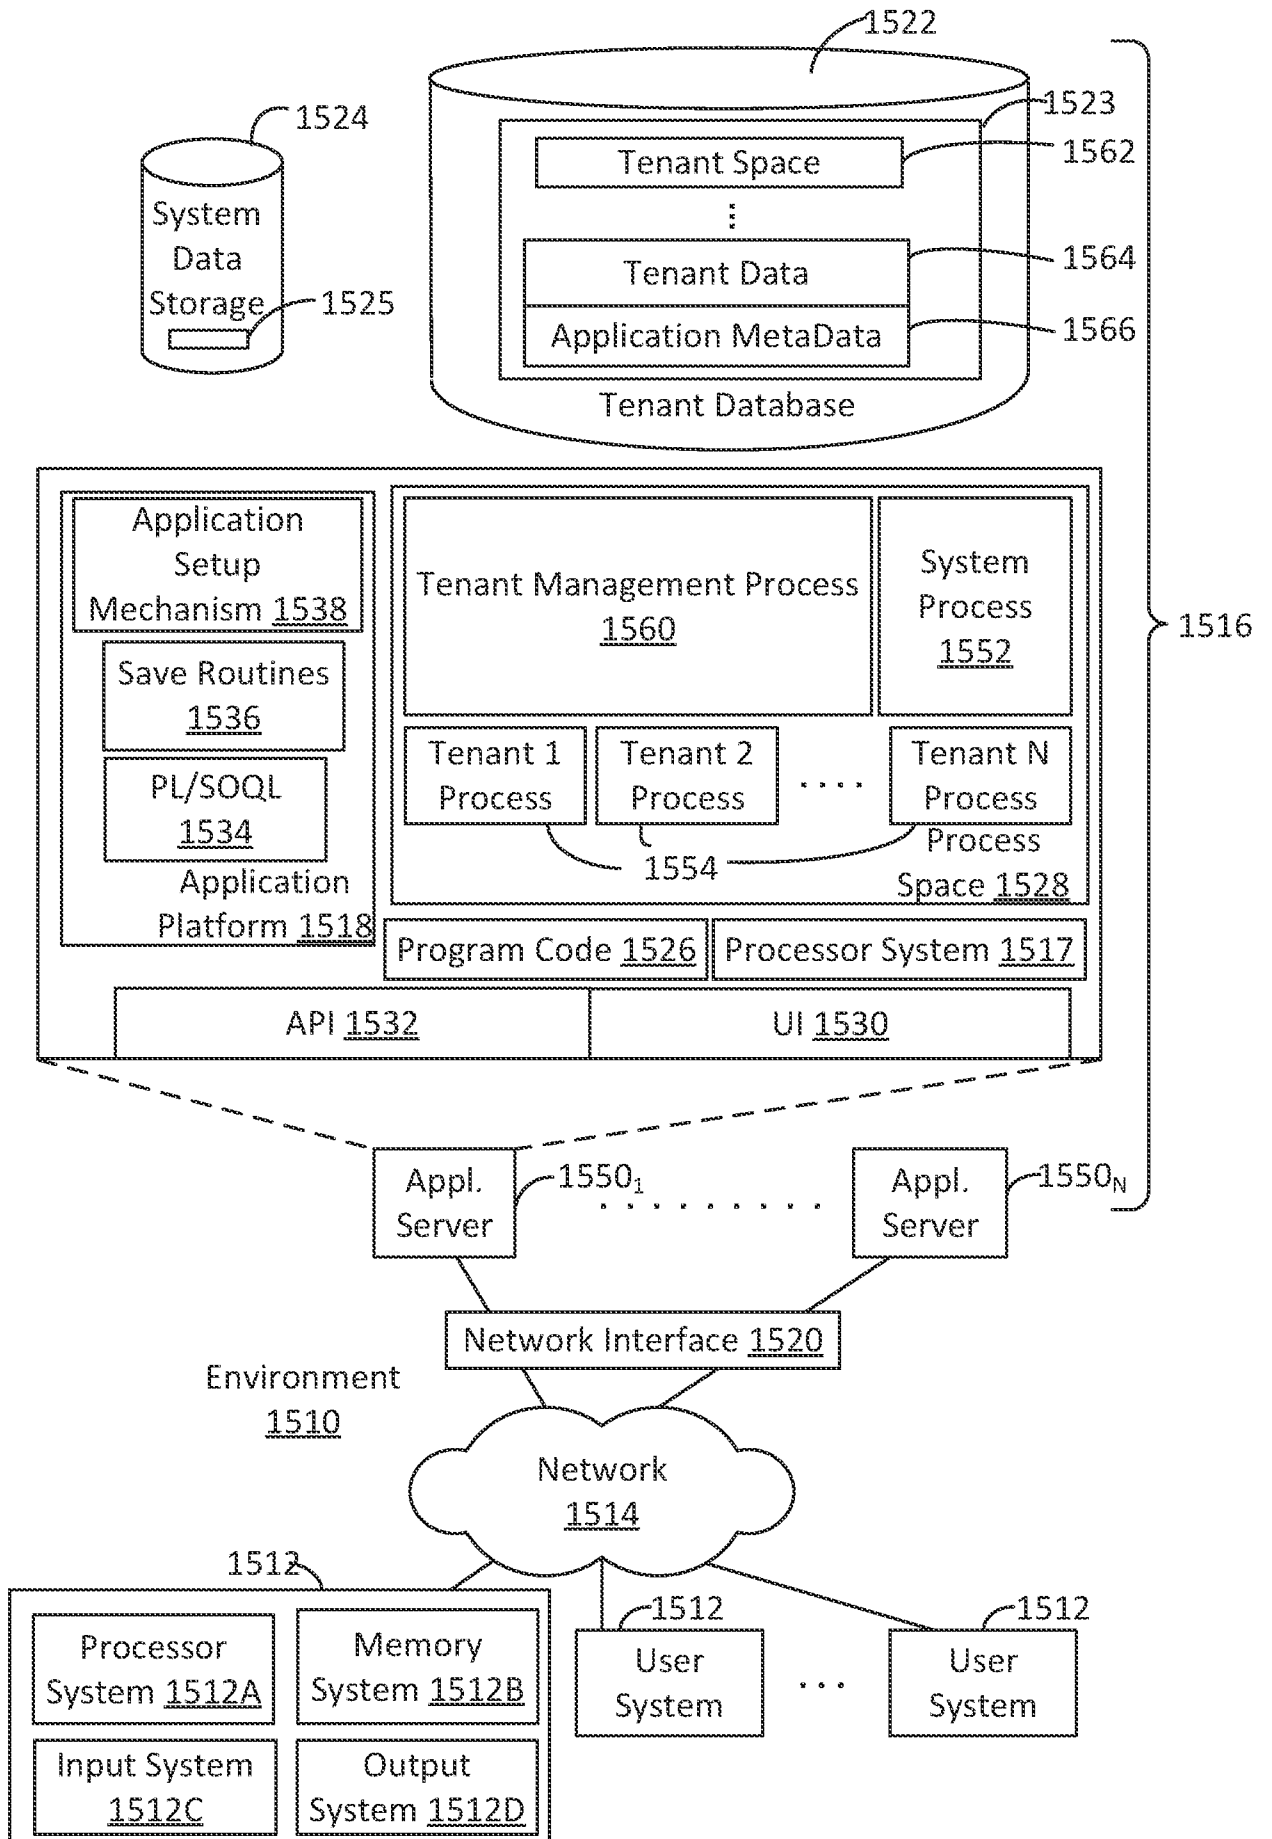 1522
1523
1524
Tenant Space
1562
System
Data
Storage
1525
Tenant Data
1564
Application MetaData
1566
Tenant Database
1516
Application
Setup
Mechanism 1538
Save Routines
1536
PL/SOQL
1534
Application
Platform 1518
Tenant Management Process
1560
System
Process
1552
Tenant 1
Process
Tenant 2
Process
Tenant N
Process
1554
Process
Space 1528
Program Code 1526
Processor System 1517
API 1532
UI 1530
Appl.
Server
1550₁
Appl.
Server
1550ₙ
Network Interface 1520
Environment
1510
Network
1514
1512
Processor
System 1512A
Memory
System 1512B
Input System
1512C
Output
System 1512D
1512
User
System
1512
User
System